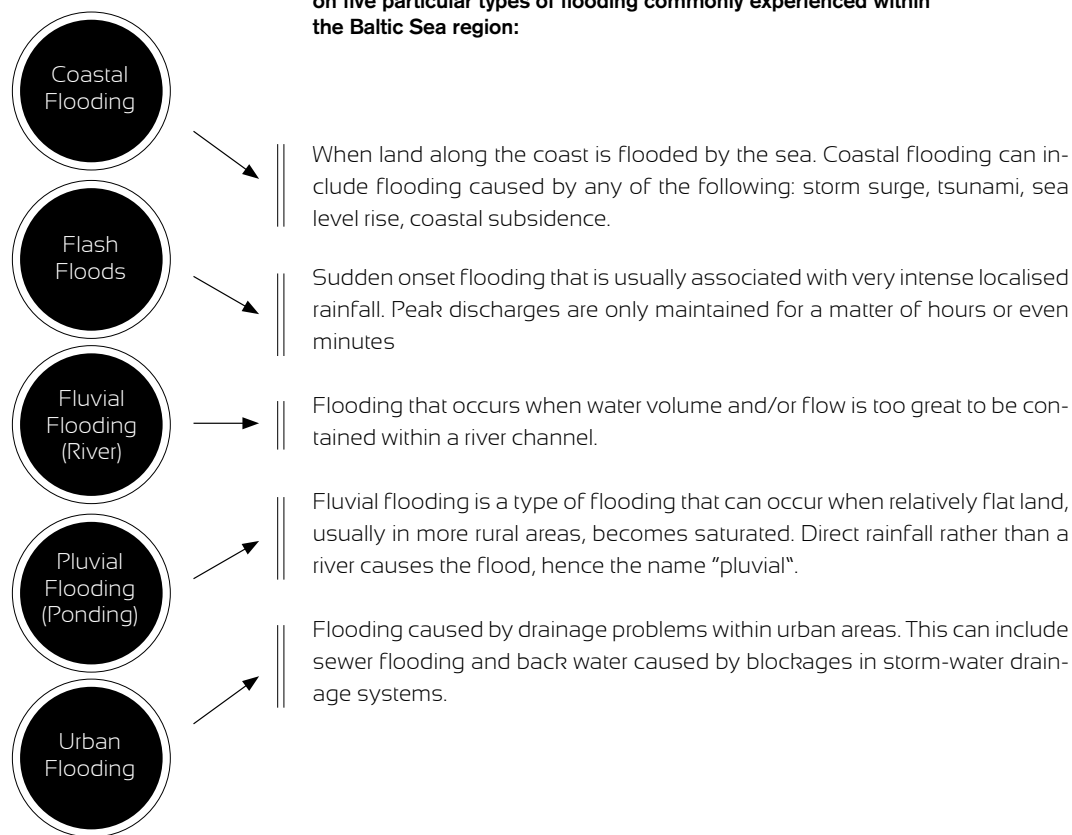 on five particular types of flooding commonly experienced within
the Baltic Sea region:
Coastal
Flooding
When land along the coast is flooded by the sea. Coastal flooding can in-
clude flooding caused by any of the following: storm surge, tsunami, sea
level rise, coastal subsidence.
Flash
Floods
Sudden onset flooding that is usually associated with very intense localised
rainfall. Peak discharges are only maintained for a matter of hours or even
minutes
Fluvial
Flooding
(River)
Flooding that occurs when water volume and/or flow is too great to be con-
tained within a river channel.
Pluvial
Flooding
(Ponding)
Fluvial flooding is a type of flooding that can occur when relatively flat land,
usually in more rural areas, becomes saturated. Direct rainfall rather than a
river causes the flood, hence the name "pluvial".
Urban
Flooding
Flooding caused by drainage problems within urban areas. This can include
sewer flooding and back water caused by blockages in storm-water drain-
age systems.